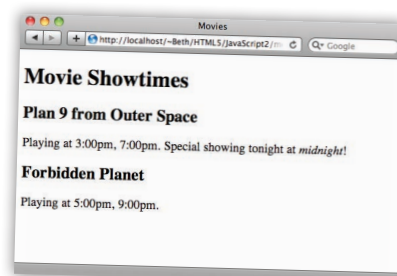 Movies
http://localhost/~Beth/HTML5/JavaScript2/m
Google
Movie Showtimes
Plan 9 from Outer Space
Playing at 3:00pm, 7:00pm. Special showing tonight at midnight!
Forbidden Planet
Playing at 5:00pm, 9:00pm.